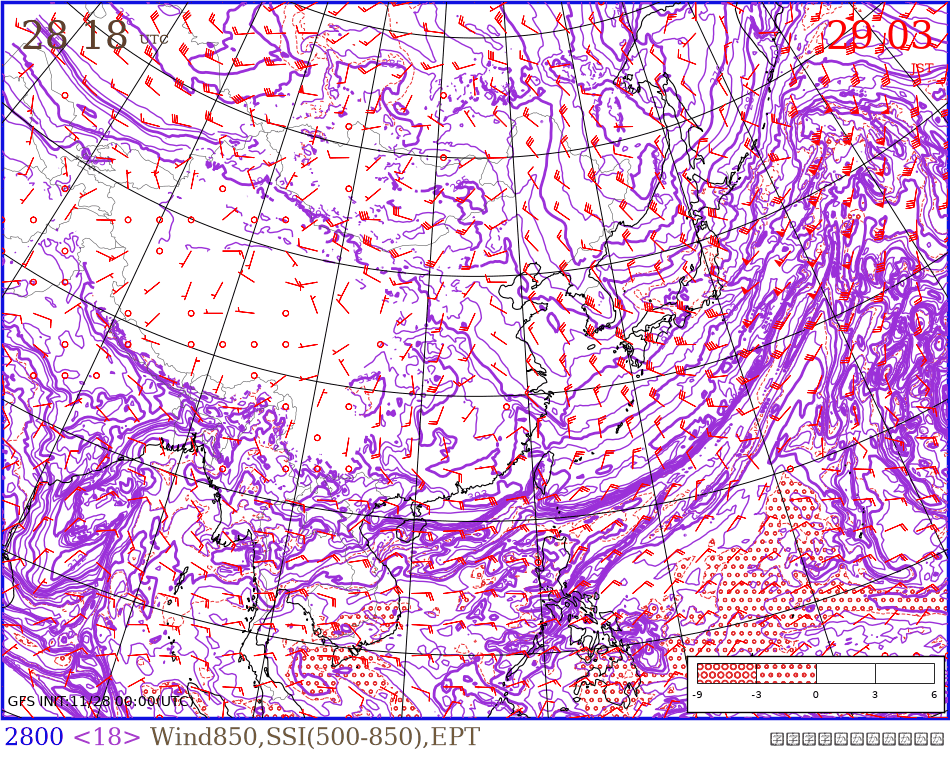 28 18 UTC
29.03 JST
-9 -3 0 3 6
GFS INIT:11/28 00:00(UTC)
2800 <18> Wind850,SSI(500-850),EPT